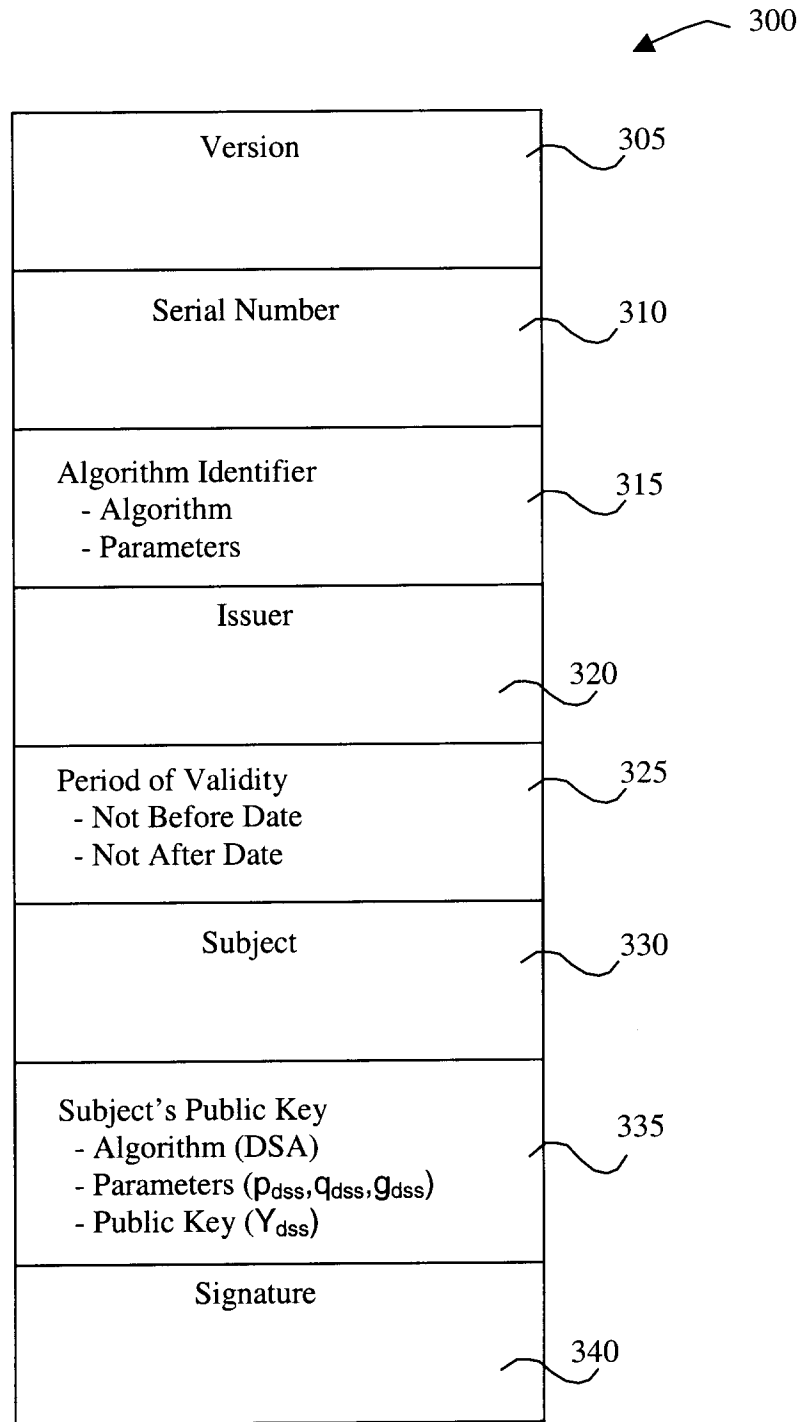 300
Version
305
Serial Number
310
Algorithm Identifier
- Algorithm
- Parameters
315
Issuer
320
Period of Validity
- Not Before Date
- Not After Date
325
Subject
330
Subject's Public Key
- Algorithm (DSA)
- Parameters (pdss,qdss,gdss)
- Public Key (Ydss)
335
Signature
340